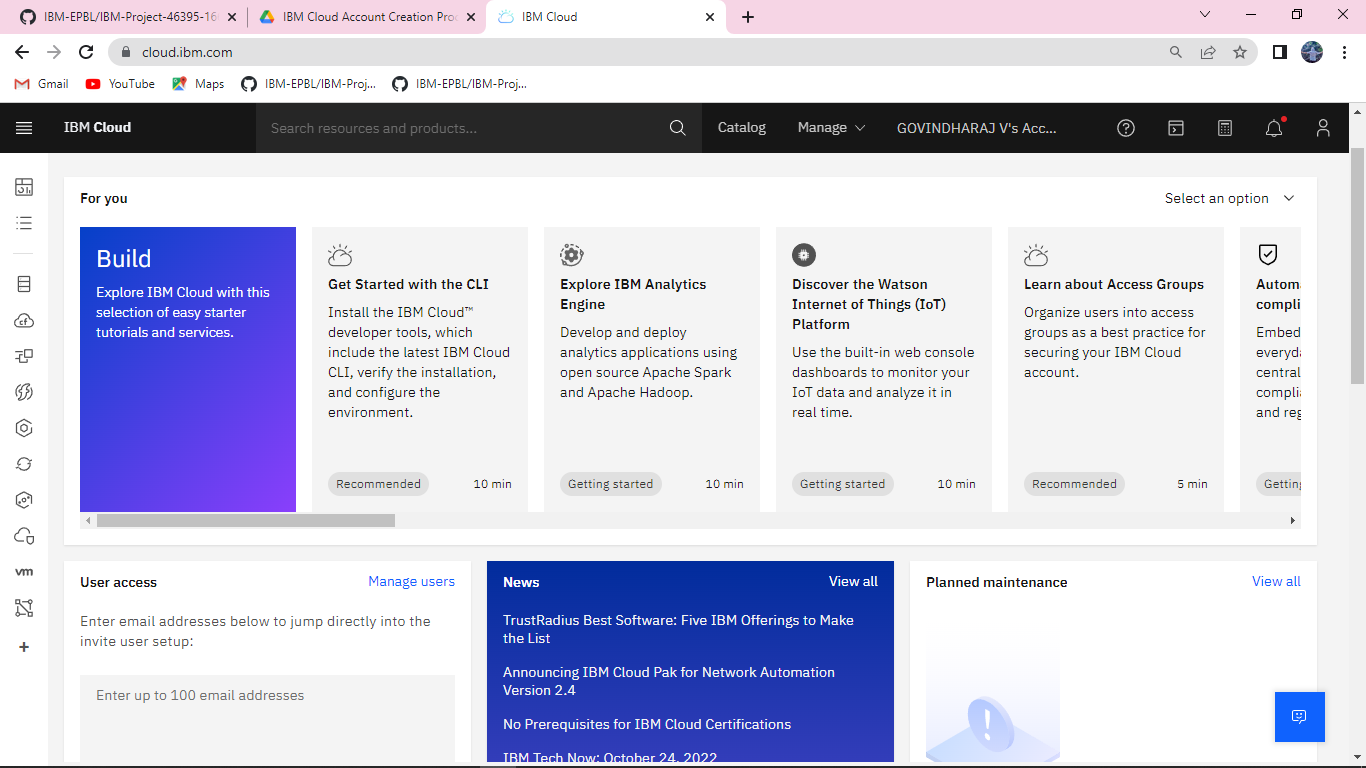 IBM-EPBL/IBM-Project-46395-16
IBM Cloud Account Creation Proc
IBM Cloud
cloud.ibm.com
Gmail
YouTube
Maps
IBM-EPBL/IBM-Proj...
IBM-EPBL/IBM-Proj...
IBM Cloud
Search resources and products...
Catalog
Manage
GOVINDHARAJ V's Acc...
For you
Select an option
Build
Explore IBM Cloud with this
selection of easy starter
tutorials and services.
Get Started with the CLI
Install the IBM Cloud™
developer tools, which
include the latest IBM Cloud
CLI, verify the installation,
and configure the
environment.
Recommended
10 min
Explore IBM Analytics
Engine
Develop and deploy
analytics applications using
open source Apache Spark
and Apache Hadoop.
Getting started
10 min
Discover the Watson
Internet of Things (IoT)
Platform
Use the built-in web console
dashboards to monitor your
IoT data and analyze it in
real time.
Getting started
10 min
Learn about Access Groups
Organize users into access
groups as a best practice for
securing your IBM Cloud
account.
Recommended
5 min
Automa
compli
Embed
everyda
central
complia
and reg
Getting
cf
vm
User access
Manage users
Enter email addresses below to jump directly into the
invite user setup:
Enter up to 100 email addresses
News
View all
TrustRadius Best Software: Five IBM Offerings to Make
the List
Announcing IBM Cloud Pak for Network Automation
Version 2.4
No Prerequisites for IBM Cloud Certifications
IBM Tech Now: October 24, 2022
Planned maintenance
View all